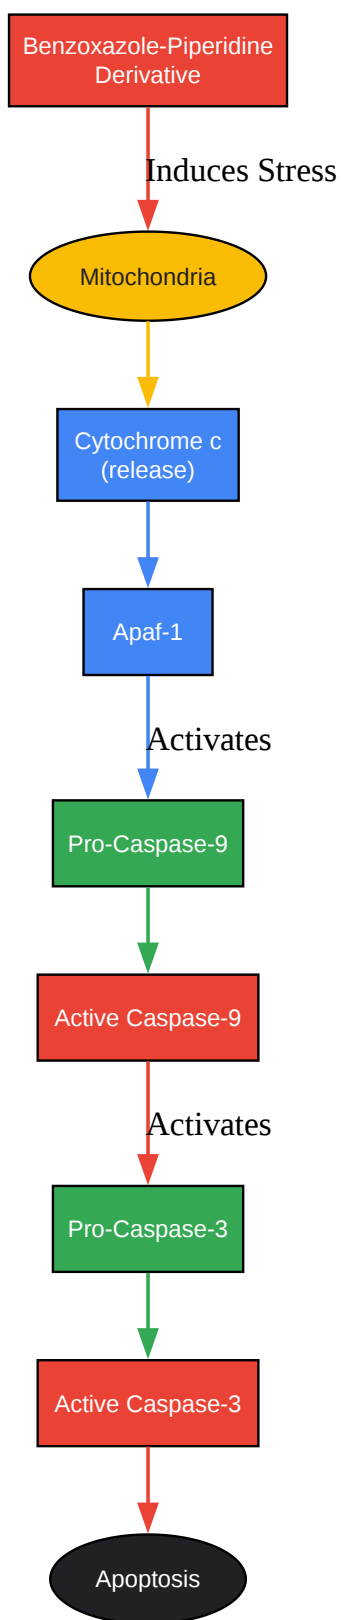 Benzoxazole-Piperidine
Derivative
Induces Stress
Mitochondria
Cytochrome c
(release)
Apaf-1
Activates
Pro-Caspase-9
Active Caspase-9
Activates
Pro-Caspase-3
Active Caspase-3
Apoptosis